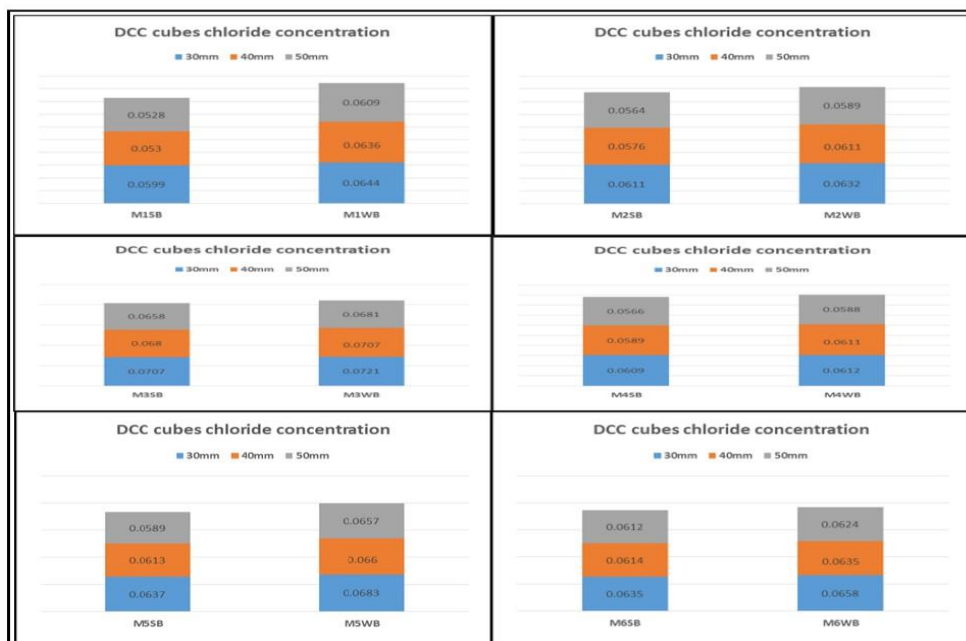 DCC cubes chloride concentration
30mm 40mm 50mm
0.0528 0.0609
0.053 0.0636
0.0599 0.0644
M1SB M1WB
DCC cubes chloride concentration
30mm 40mm 50mm
0.0564 0.0589
0.0576 0.0611
0.0611 0.0632
M2SB M2WB
DCC cubes chloride concentration
30mm 40mm 50mm
0.0658 0.0681
0.068 0.0707
0.0707 0.0721
M3SB M3WB
DCC cubes chloride concentration
30mm 40mm 50mm
0.0566 0.0588
0.0589 0.0611
0.0609 0.0612
M4SB M4WB
DCC cubes chloride concentration
30mm 40mm 50mm
0.0589 0.0657
0.0613 0.066
0.0637 0.0683
M5SB M5WB
DCC cubes chloride concentration
30mm 40mm 50mm
0.0612 0.0624
0.0614 0.0635
0.0635 0.0658
M6SB M6WB